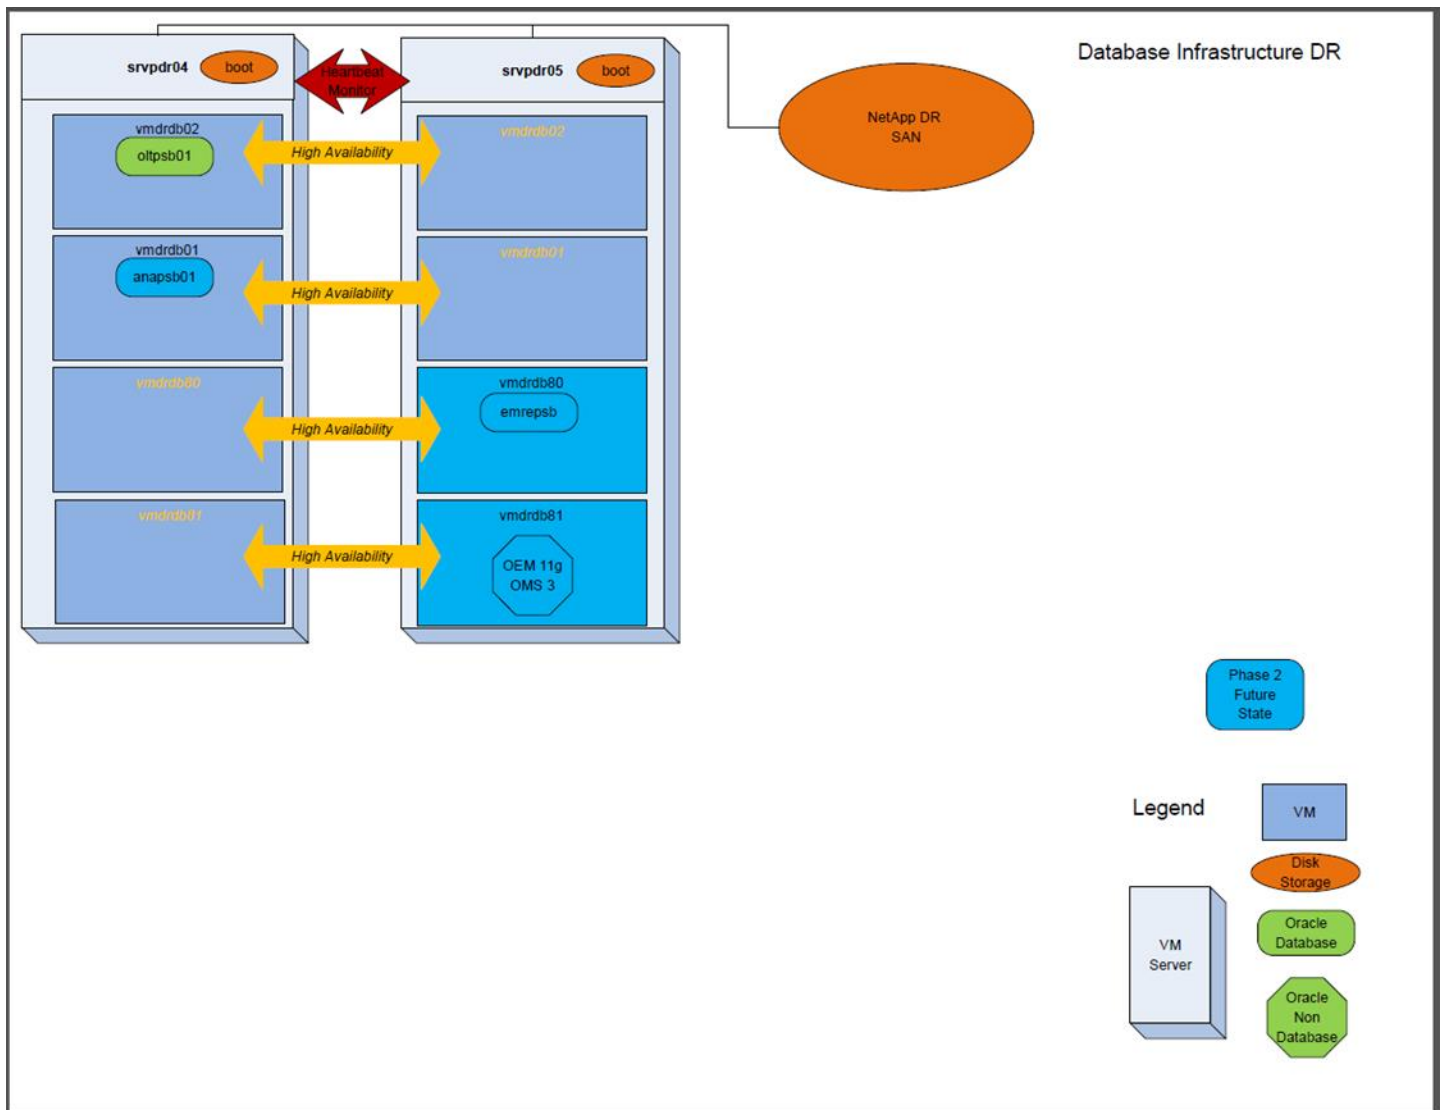 Database Infrastructure DR
srvpdr04
boot
Heartbeat
Monitor
srvpdr05
boot
NetApp DR
SAN
vmdrdb02
oltpsb01
High Availability
vmdrdb02
vmdrdb01
anapsb01
High Availability
vmdrdb01
vmdrdb80
High Availability
vmdrdb80
emrepsb
vmdrdb81
High Availability
vmdrdb81
OEM 11g
OMS 3
Phase 2
Future
State
Legend
VM
Disk
Storage
VM
Server
Oracle
Database
Oracle
Non
Database